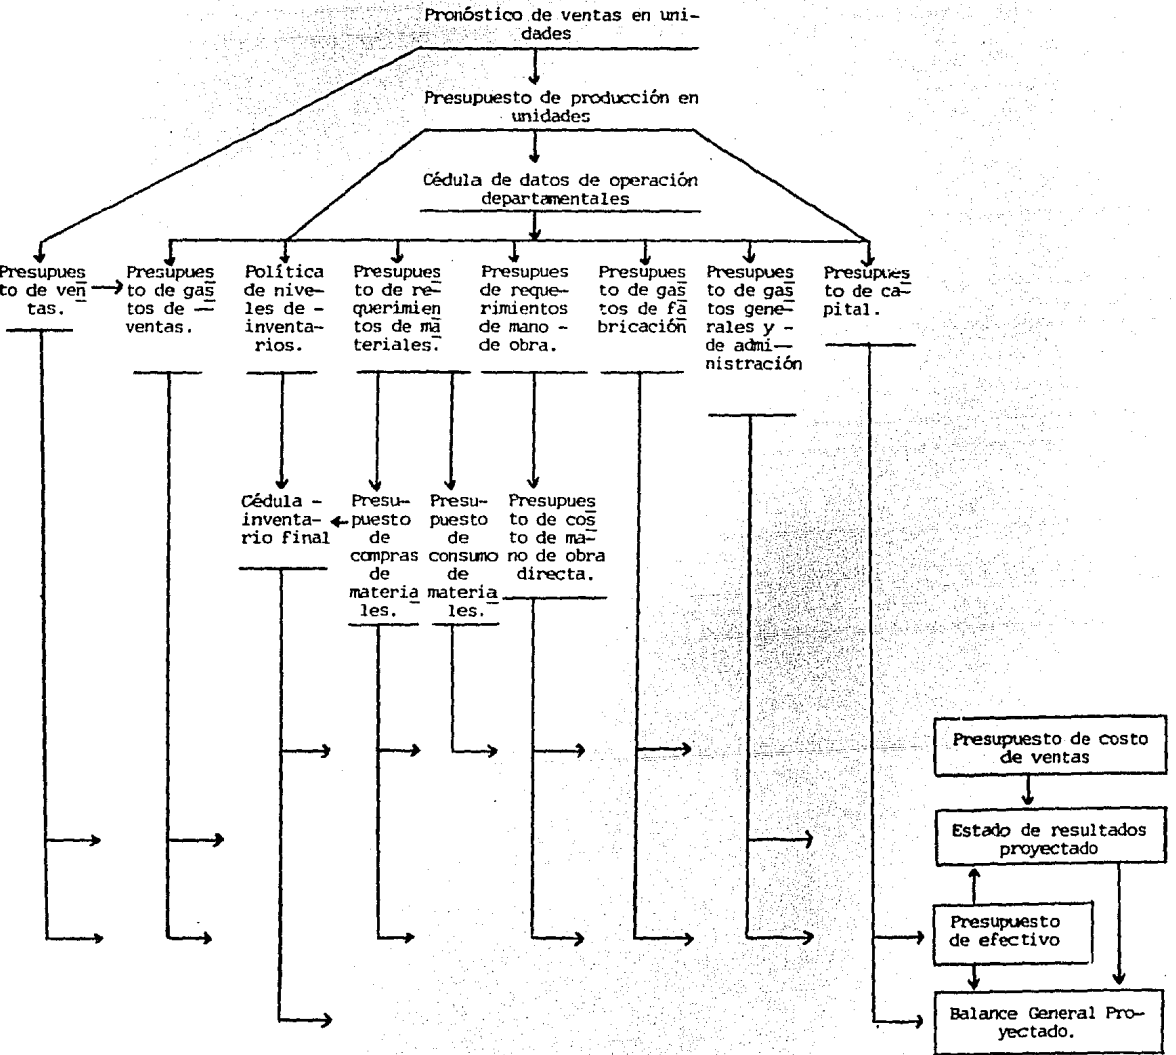 Pronóstico de ventas en uni-
dades
Presupuesto de producción en
unidades
Cédula de datos de operación
departamentales
Presupues
to de ven
tas.
Presupues
to de gas
tos de —
ventas.
Política
de nive-
les de -
inventa-
rios.
Presupues
to de re-
querimien
tos de ma
teriales.
Presupues
de reque-
rimientos
de mano -
de obra.
Presupues
to de gas
tos de fa
bricación
Presupues
to de gas
tos gene-
rales y -
de admi—
nistración
Presupues
to de ca-
pital.
Cédula -
inventa-
rio final
Presu-
puesto
de
compras
de
materia
les.
Presu-
puesto
de
consumo
de
materia
les.
Presupues
to de cos
to de ma-
no de obra
directa.
Presupuesto de costo
de ventas
Estado de resultados
proyectado
Presupuesto
de efectivo
Balance General Pro-
yectado.